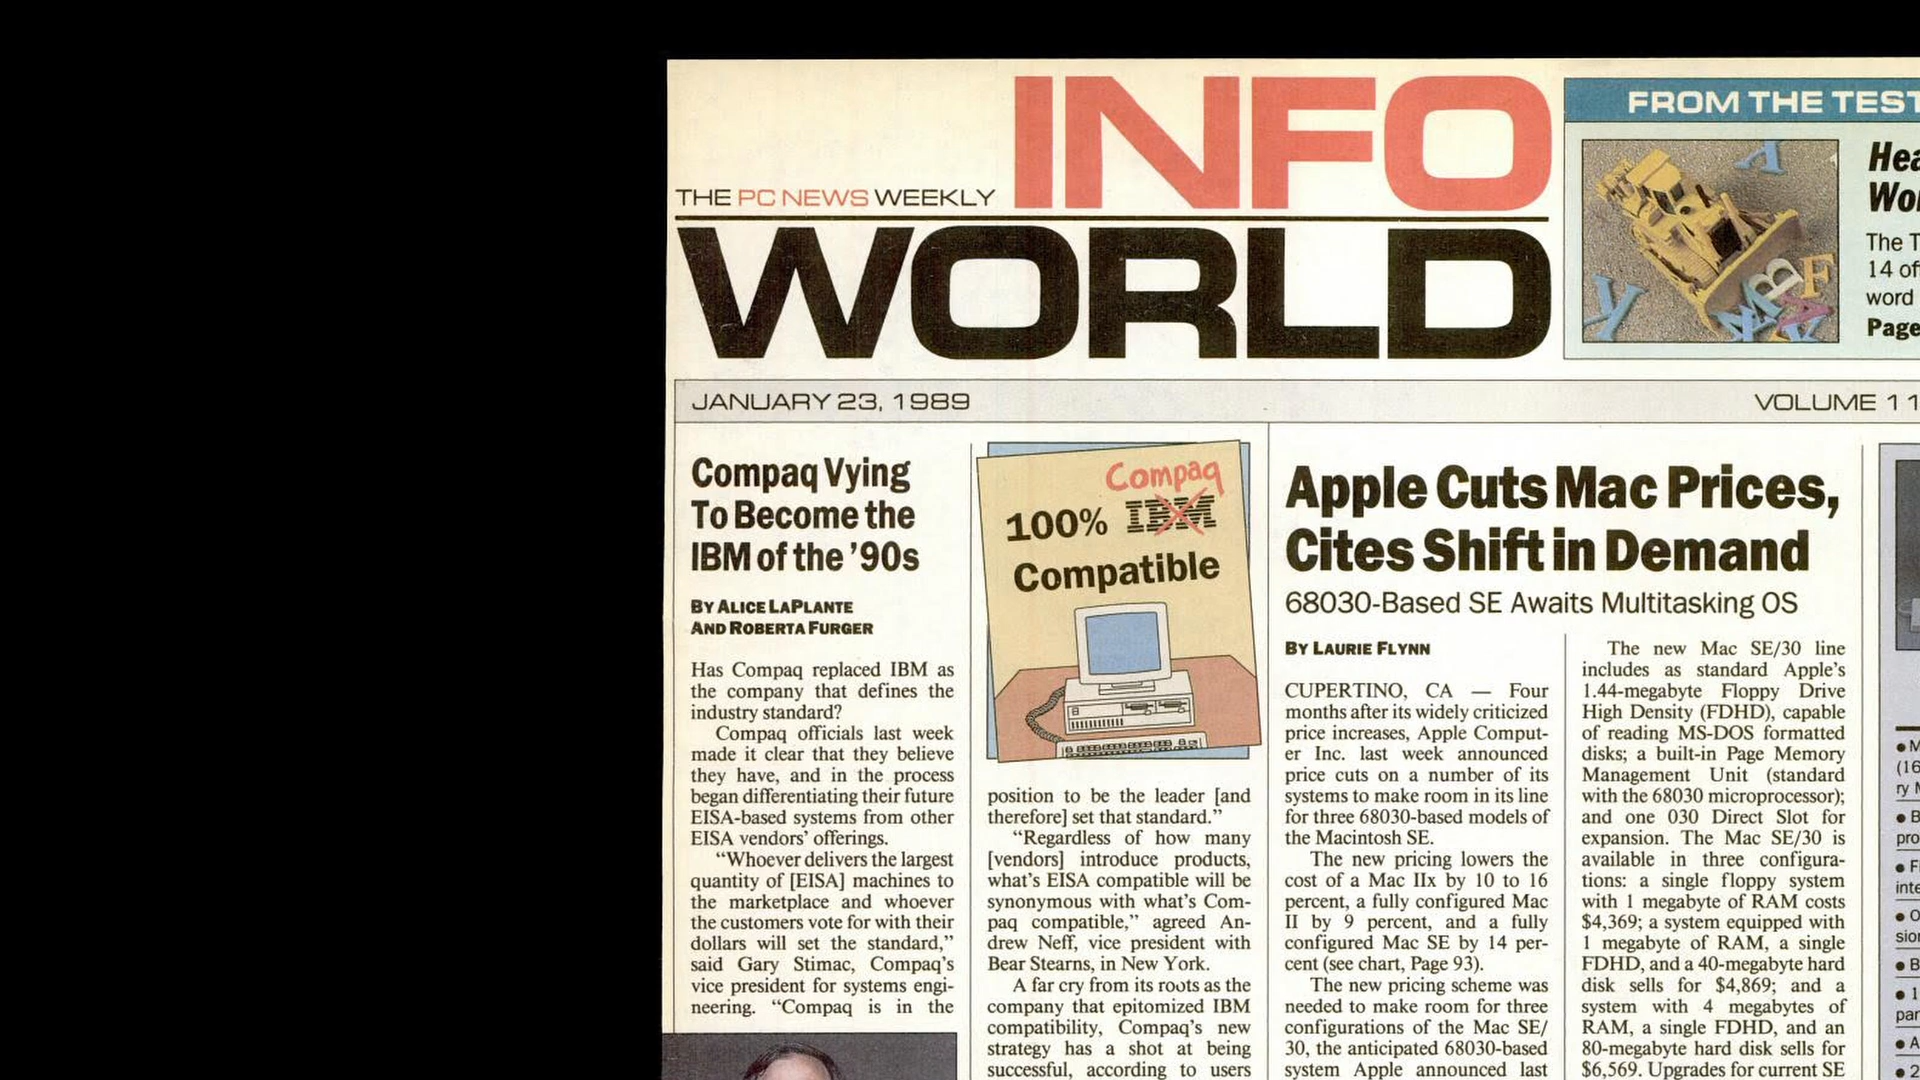 INFO
THE PC NEWS WEEKLY
WORLD
FROM THE TEST
The
14
word
Page
JANUARY 23, 1989
VOLUME 11
Compaq Vying
To Become the
IBM of the ’90s
BY ALICE LAPLANTE
AND ROBERTA FURGER
Has Compaq replaced IBM as
the company that defines the
industry standard?
Compaq officials last week
made it clear that they believe
they have, and in the process
began differentiating their future
EISA-based systems from other
EISA vendors’ offerings.
“Whoever delivers the largest
quantity of [EISA] machines to
the marketplace and whoever
the customers vote for with their
dollars will set the standard,”
said Gary Stimac, Compaq’s
vice president for systems engi-
neering. “Compaq is in the
Compaq
100% IBM
Compatible
position to be the leader [and
therefore] set that standard.”
“Regardless of how many
[vendors] introduce products,
what’s EISA compatible will be
synonymous with what’s Com-
paq compatible,” agreed An-
drew Neff, vice president with
Bear Stearns, in New York.
A far cry from its roots as the
company that epitomized IBM
compatibility, Compaq’s new
strategy has a shot at being
successful, according to users
Apple Cuts Mac Prices,
Cites Shift in Demand
68030-Based SE Awaits Multitasking OS
BY LAURIE FLYNN
CUPERTINO, CA — Four
months after its widely criticized
price increases, Apple Comput-
er Inc. last week announced
price cuts on a number of its
systems to make room in its line
for three 68030-based models of
the Macintosh SE.
The new pricing lowers the
cost of a Mac IIx by 10 to 16
percent, a fully configured Mac
II by 9 percent, and a fully
configured Mac SE by 14 per-
cent (see chart, Page 93).
The new pricing scheme was
needed to make room for three
configurations of the Mac SE/
30, the anticipated 68030-based
system Apple announced last
The new Mac SE/30 line
includes as standard Apple’s
1.44-megabyte Floppy Drive
High Density (FDHD), capable
of reading MS-DOS formatted
disks; a built-in Page Memory
Management Unit (standard
with the 68030 microprocessor);
and one 030 Direct Slot for
expansion. The Mac SE/30 is
available in three configura-
tions: a single floppy system
with 1 megabyte of RAM costs
$4,369; a system equipped with
1 megabyte of RAM, a single
FDHD, and a 40-megabyte hard
disk sells for $4,869; and a
system with 4 megabytes of
RAM, a single FDHD, and an
80-megabyte hard disk sells for
$6,569. Upgrades for current SE